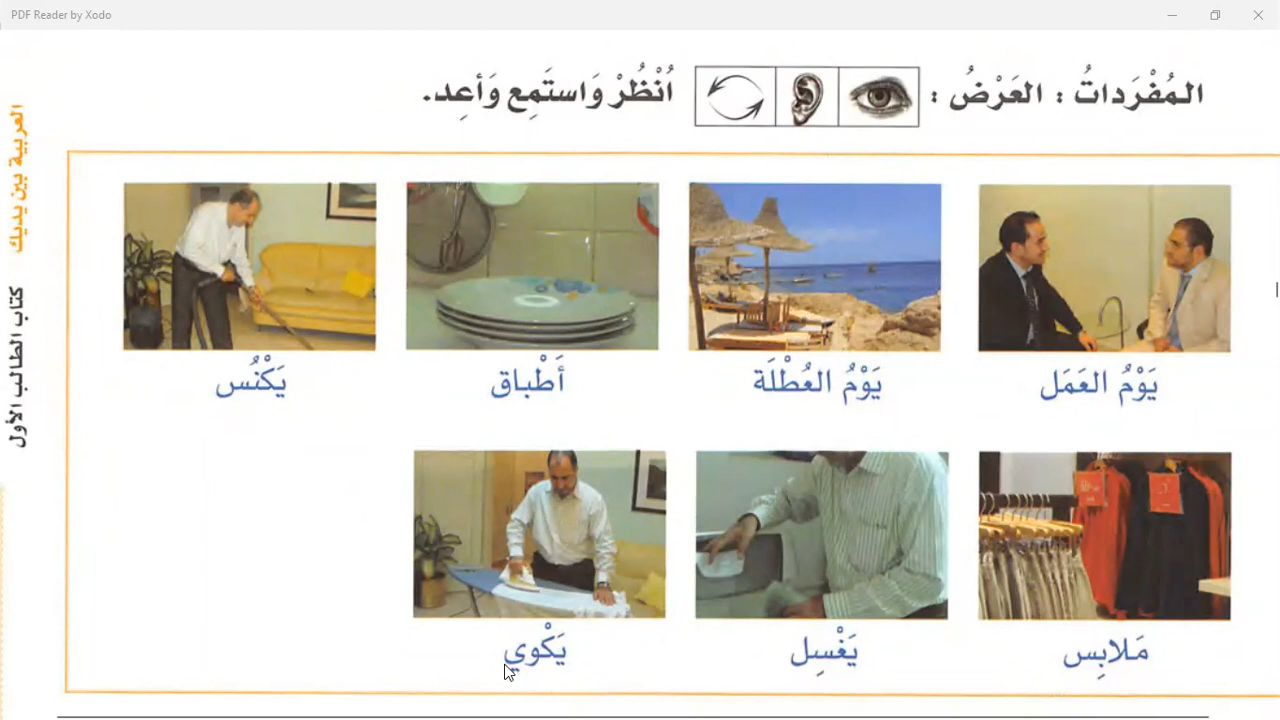 PDF Reader by Xodo
المُفْرَداتُ : العَرْضُ :
اُنْظُرْ وَاستَمِع وَأعِد.
يَوْمُ العَمَل
يَوْمُ العُطْلَة
أَطْباق
يَكْنُس
مَلابِس
يَغْسِل
يَكْوي
العربية بين يديك
كتاب الطالب الأول